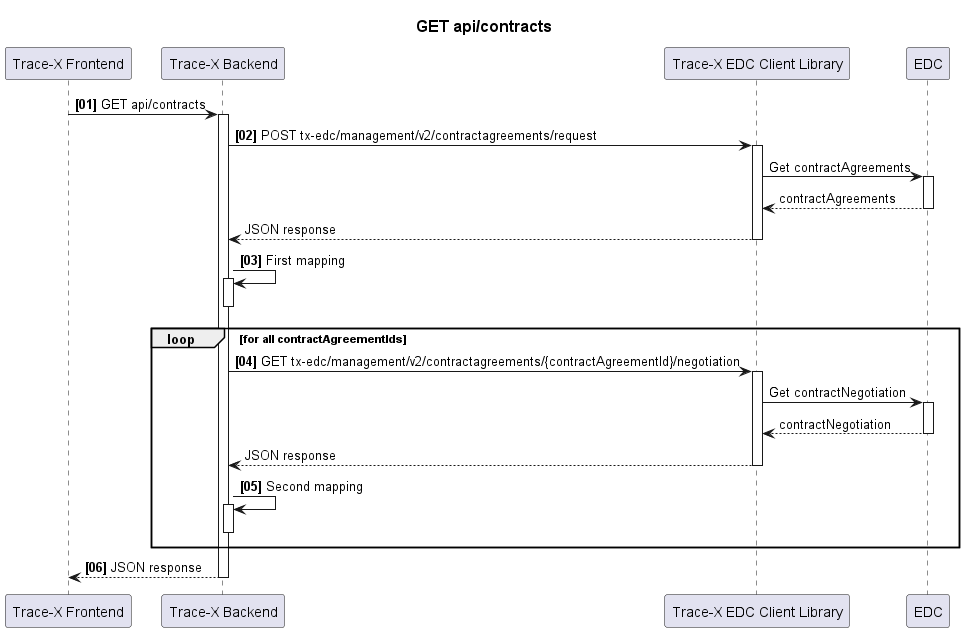 GET api/contracts
Trace-X Frontend
Trace-X Backend
Trace-X EDC Client Library
EDC
[01] GET api/contracts
[02] POST tx-edc/management/v2/contractagreements/request
Get contractAgreements
contractAgreements
JSON response
[03] First mapping
loop
[for all contractAgreementIds]
[04] GET tx-edc/management/v2/contractagreements/{contractAgreementId}/negotiation
Get contractNegotiation
contractNegotiation
JSON response
[05] Second mapping
[06] JSON response
Trace-X Frontend
Trace-X Backend
Trace-X EDC Client Library
EDC